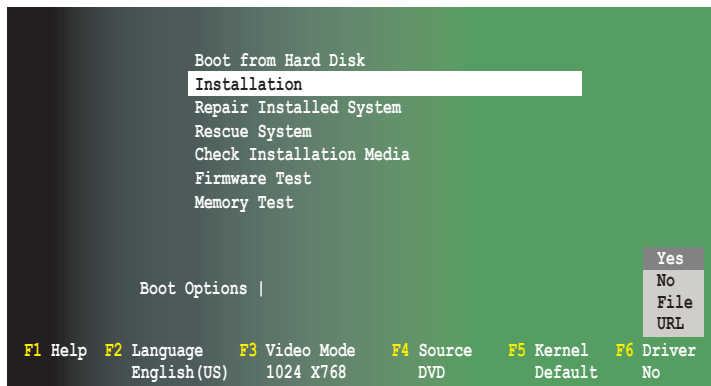 Boot from Hard Disk
Installation
Repair Installed System
Rescue System
Check Installation Media
Firmware Test
Memory Test
Yes
No
File
URL
Boot Options |
F1 Help F2 Language F3 Video Mode F4 Source F5 Kernel F6 Driver
English(US) 1024 X768 DVD Default No